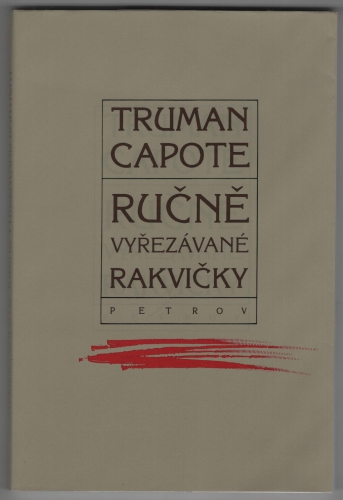 TRUMAN
CAPOTE
RUČNĚ
VYŘEZÁVANÉ
RAKVIČKY
PETROV